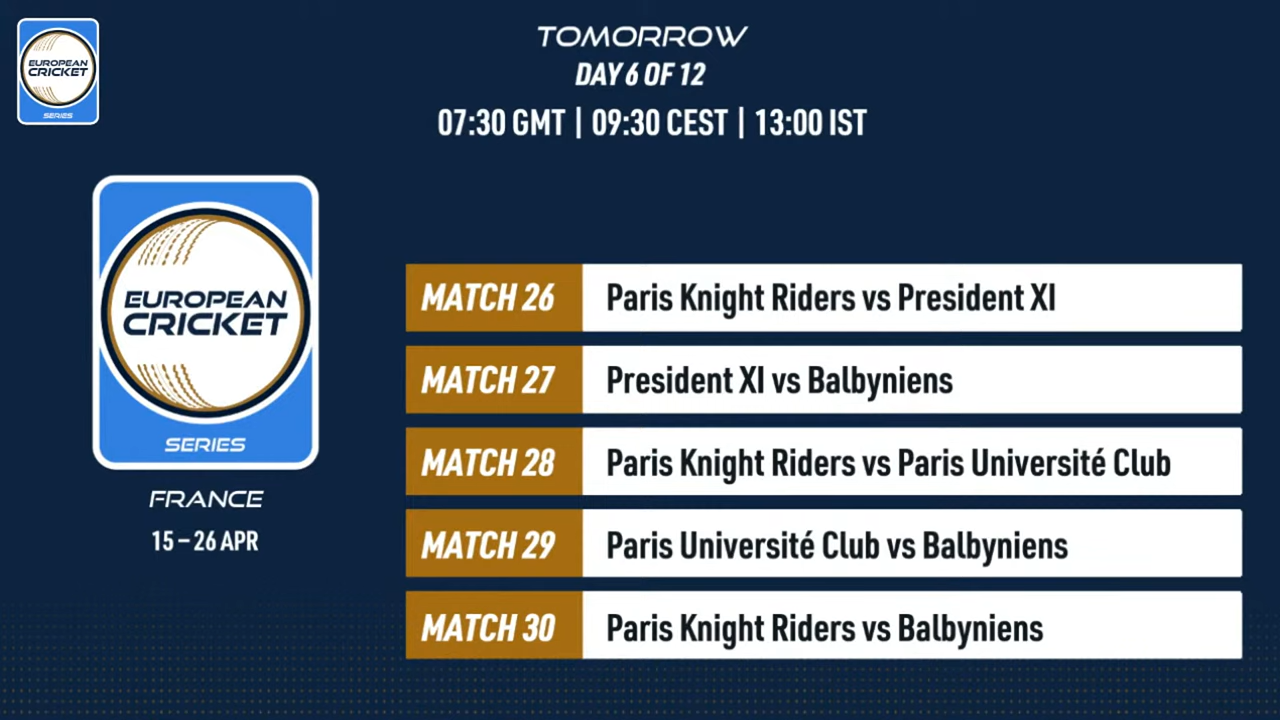 EUROPEAN
CRICKET
SERIES
TOMORROW
DAY 6 OF 12
07:30 GMT | 09:30 CEST | 13:00 IST
EUROPEAN
CRICKET
SERIES
FRANCE
15 – 26 APR
MATCH 26 Paris Knight Riders vs President XI
MATCH 27 President XI vs Balbyniens
MATCH 28 Paris Knight Riders vs Paris Université Club
MATCH 29 Paris Université Club vs Balbyniens
MATCH 30 Paris Knight Riders vs Balbyniens